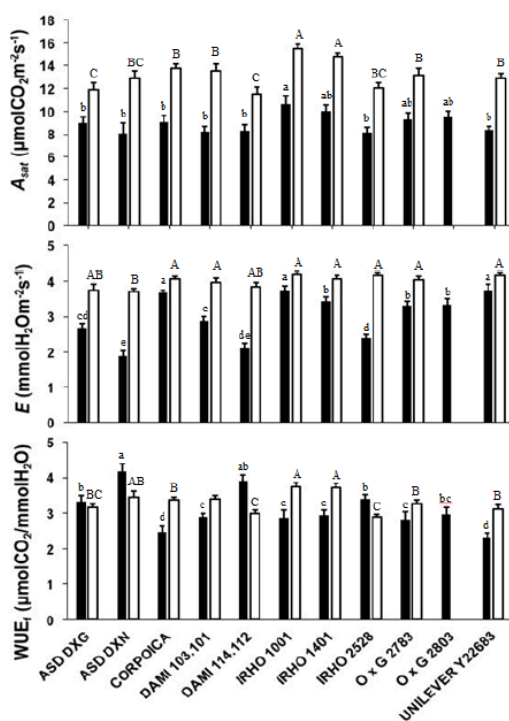 18
16
14
12
10
8
6
4
2
0
Asat (µmolCO2m-2s-1)
b C b BC b B b B b C a A ab A b BC ab B b b B
5
4
3
2
1
0
E (mmolH2Om-2s-1)
cd AB e B a A c A de AB a A b A d A b A b a A
5
4
3
2
1
0
WUE, (µmolCO2/mmolH2O)
b BC a AB d B c ab C c A c A b C c B bc d B
ASD DXG
ASD DXN
CORPOICA
DAMI 103.101
DAMI 114.112
IRHO 1001
IRHO 1401
IRHO 2528
O x G 2783
O x G 2803
UNILEVER Y22683